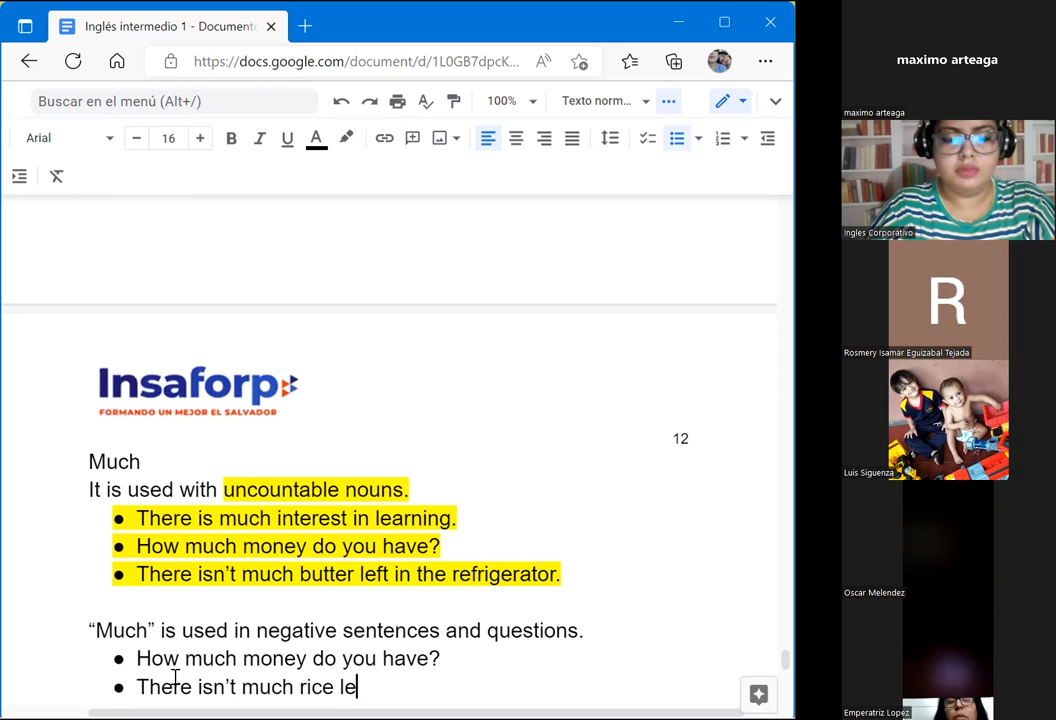 Inglés intermedio 1 - Document
https://docs.google.com/document/d/1L0GB7dpcK...
Buscar en el menú (Alt+/)
100%
Texto norm...
Arial
16
B I U A
Insaforp
FORMANDO UN MEJOR EL SALVADOR
12
Much
It is used with uncountable nouns.
● There is much interest in learning.
● How much money do you have?
● There isn’t much butter left in the refrigerator.
“Much” is used in negative sentences and questions.
● How much money do you have?
● There isn’t much rice le
maximo arteaga
maximo arteaga
Ingles Corporativo
R
Rosmery Isamar Eguizabal Tejada
Luis Siguenza
Oscar Melendez
Emperatriz Lopez